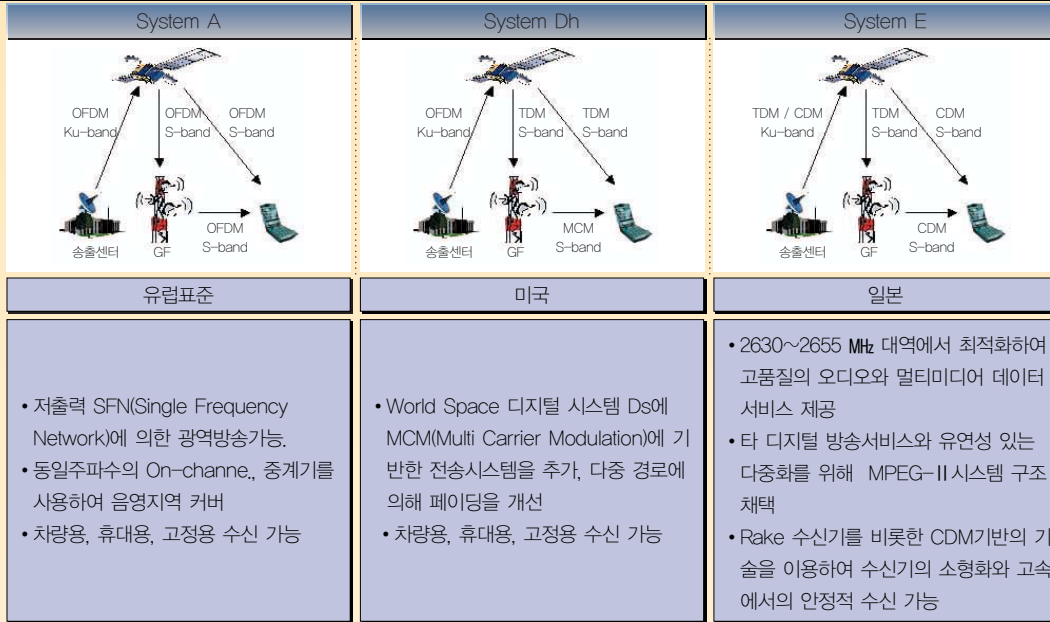 System A
OFDM
Ku-band
OFDM
S-band
OFDM
S-band
송출센터
GF
OFDM
S-band
유럽표준
• 저출력 SFN(Single Frequency
Network)에 의한 광역방송가능.
• 동일주파수의 On-channe., 중계기를
사용하여 음영지역 커버
• 차량용, 휴대용, 고정용 수신 가능
System Dh
OFDM
Ku-band
TDM
S-band
TDM
S-band
송출센터
GF
MCM
S-band
미국
• World Space 디지털 시스템 Ds에
MCM(Multi Carrier Modulation)에 기
반한 전송시스템을 추가, 다중 경로에
의해 페이딩을 개선
• 차량용, 휴대용, 고정용 수신 가능
System E
TDM / CDM
Ku-band
TDM
S-band
CDM
S-band
송출센터
GF
CDM
S-band
일본
• 2630~2655 MHz 대역에서 최적화하여
고품질의 오디오와 멀티미디어 데이터
서비스 제공
• 타 디지털 방송서비스와 유연성 있는
다중화를 위해 MPEG-II시스템 구조
채택
• Rake 수신기를 비롯한 CDM기반의 기
술을 이용하여 수신기의 소형화와 고속
에서의 안정적 수신 가능